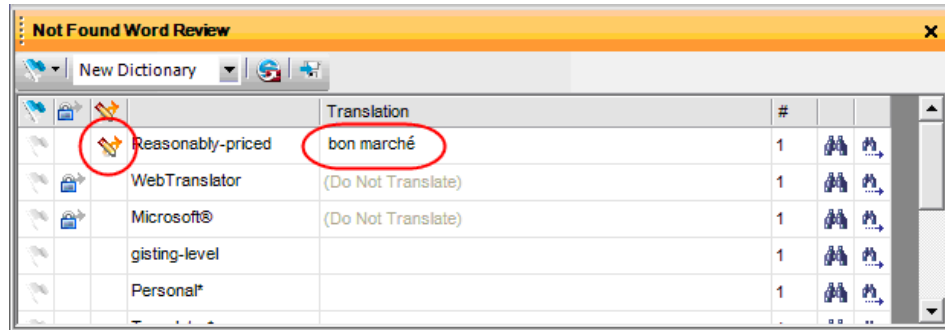 Not Found Word Review
New Dictionary
Translation #
Reasonably-priced bon marché 1
WebTranslator (Do Not Translate) 1
Microsoft® (Do Not Translate) 1
gisting-level 1
Personal* 1